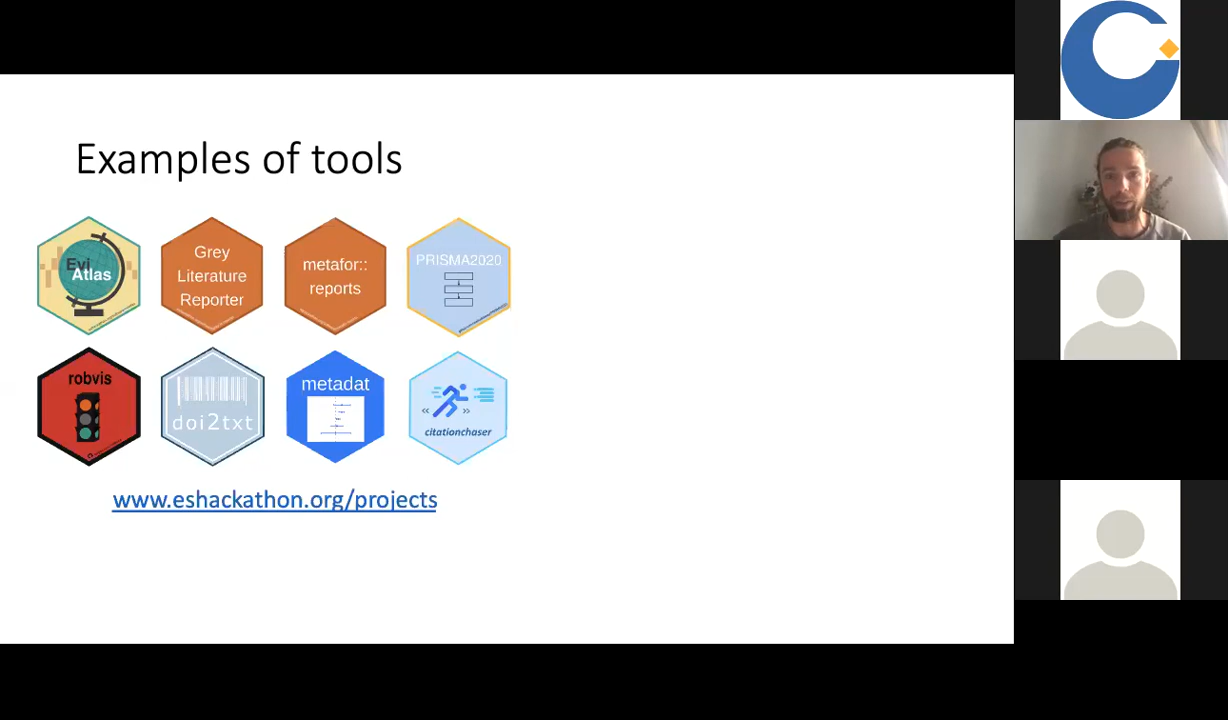 Examples of tools
Evi
Atlas
Grey
Literature
Reporter
metafor::
reports
PRISMA2020
robvis
doi2txt
metadat
citationchaser
www.eshackathon.org/projects